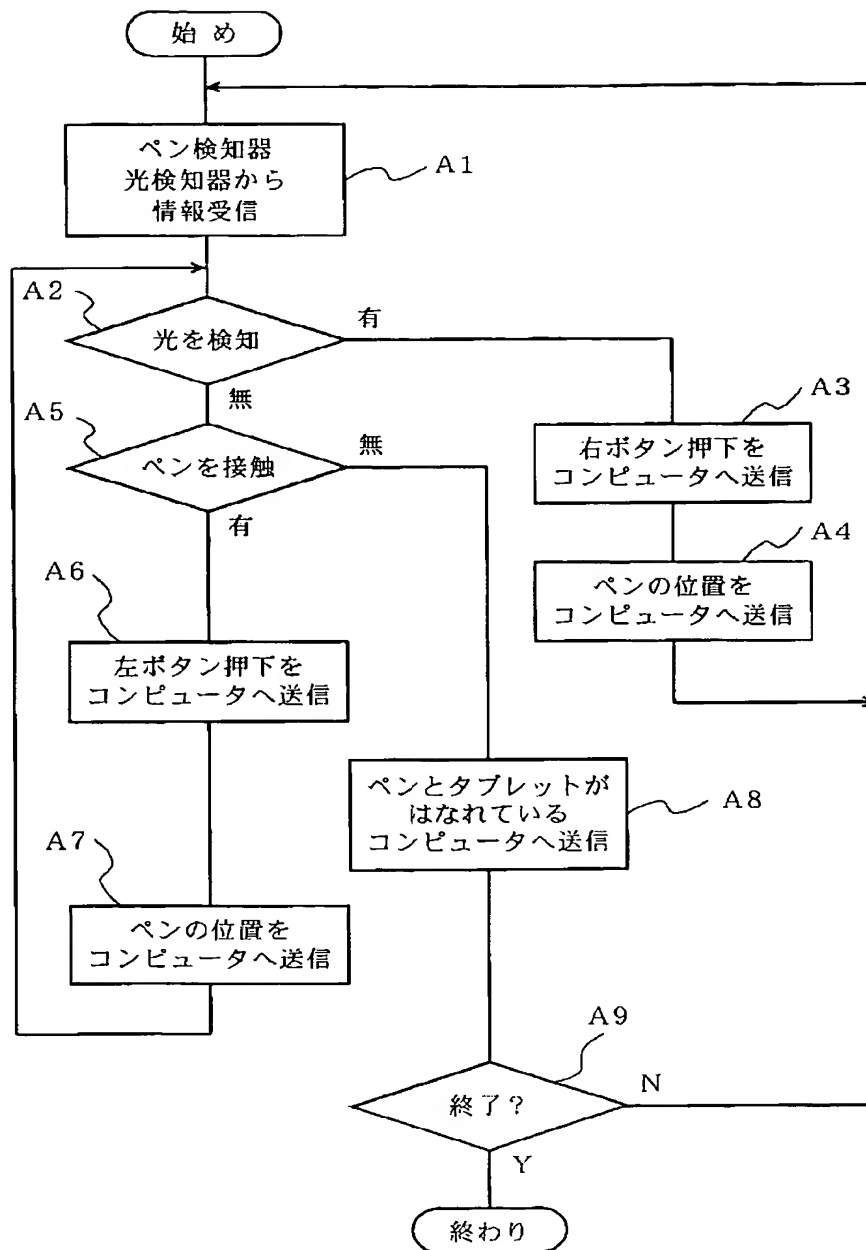 始め
ペン検知器
光検知器から
情報受信
A1
A2
光を検知
有
無
A3
右ボタン押下を
コンピュータへ送信
A4
ペンの位置を
コンピュータへ送信
A5
ペンを接触
無
有
A6
左ボタン押下を
コンピュータへ送信
A7
ペンの位置を
コンピュータへ送信
ペンとタブレットが
はなれている
コンピュータへ送信
A8
A9
終了?
N
Y
終わり